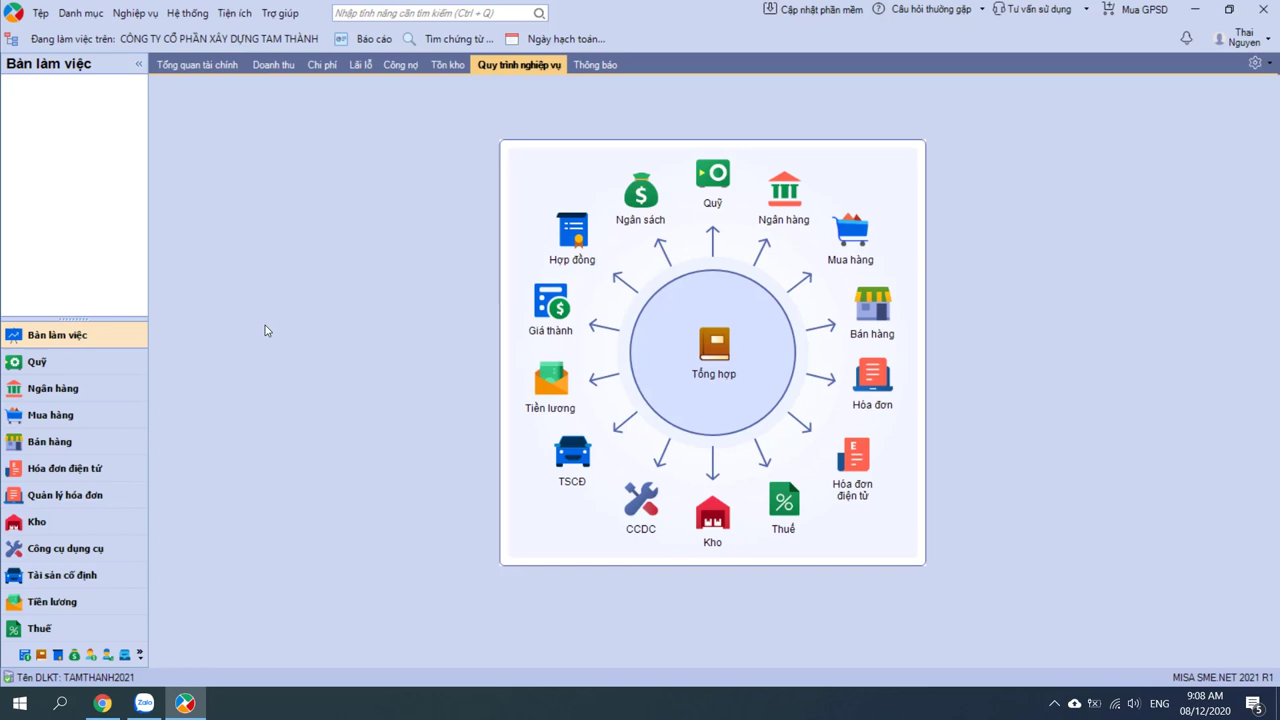 Tệp Danh mục Nghiệp vụ Hệ thống Tiện ích Trợ giúp
Nhập tính năng cần tìm kiếm (Ctrl + Q)
Cập nhật phần mềm Câu hỏi thường gặp Tư vấn sử dụng Mua GPSD
Đang làm việc trên: CÔNG TY CỔ PHẦN XÂY DỰNG TAM THÀNH Báo cáo Tìm chứng từ ... Ngày hạch toán...
Thai Nguyen
Bàn làm việc «
Tổng quan tài chính Doanh thu Chi phí Lãi lỗ Công nợ Tồn kho Quy trình nghiệp vụ Thông báo
Quỹ
Ngân sách
Ngân hàng
Hợp đồng
Mua hàng
Giá thành
Bán hàng
Tổng hợp
Tiền lương
Hóa đơn
TSCĐ
Hóa đơn
điện tử
CCDC
Kho
Thuế
Bàn làm việc
Quỹ
Ngân hàng
Mua hàng
Bán hàng
Hóa đơn điện tử
Quản lý hóa đơn
Kho
Công cụ dụng cụ
Tài sản cố định
Tiền lương
Thuế
Tên DLKT: TAMTHANH2021
MISA SME.NET 2021 R1
Zalo
ENG
9:08 AM
08/12/2020
5